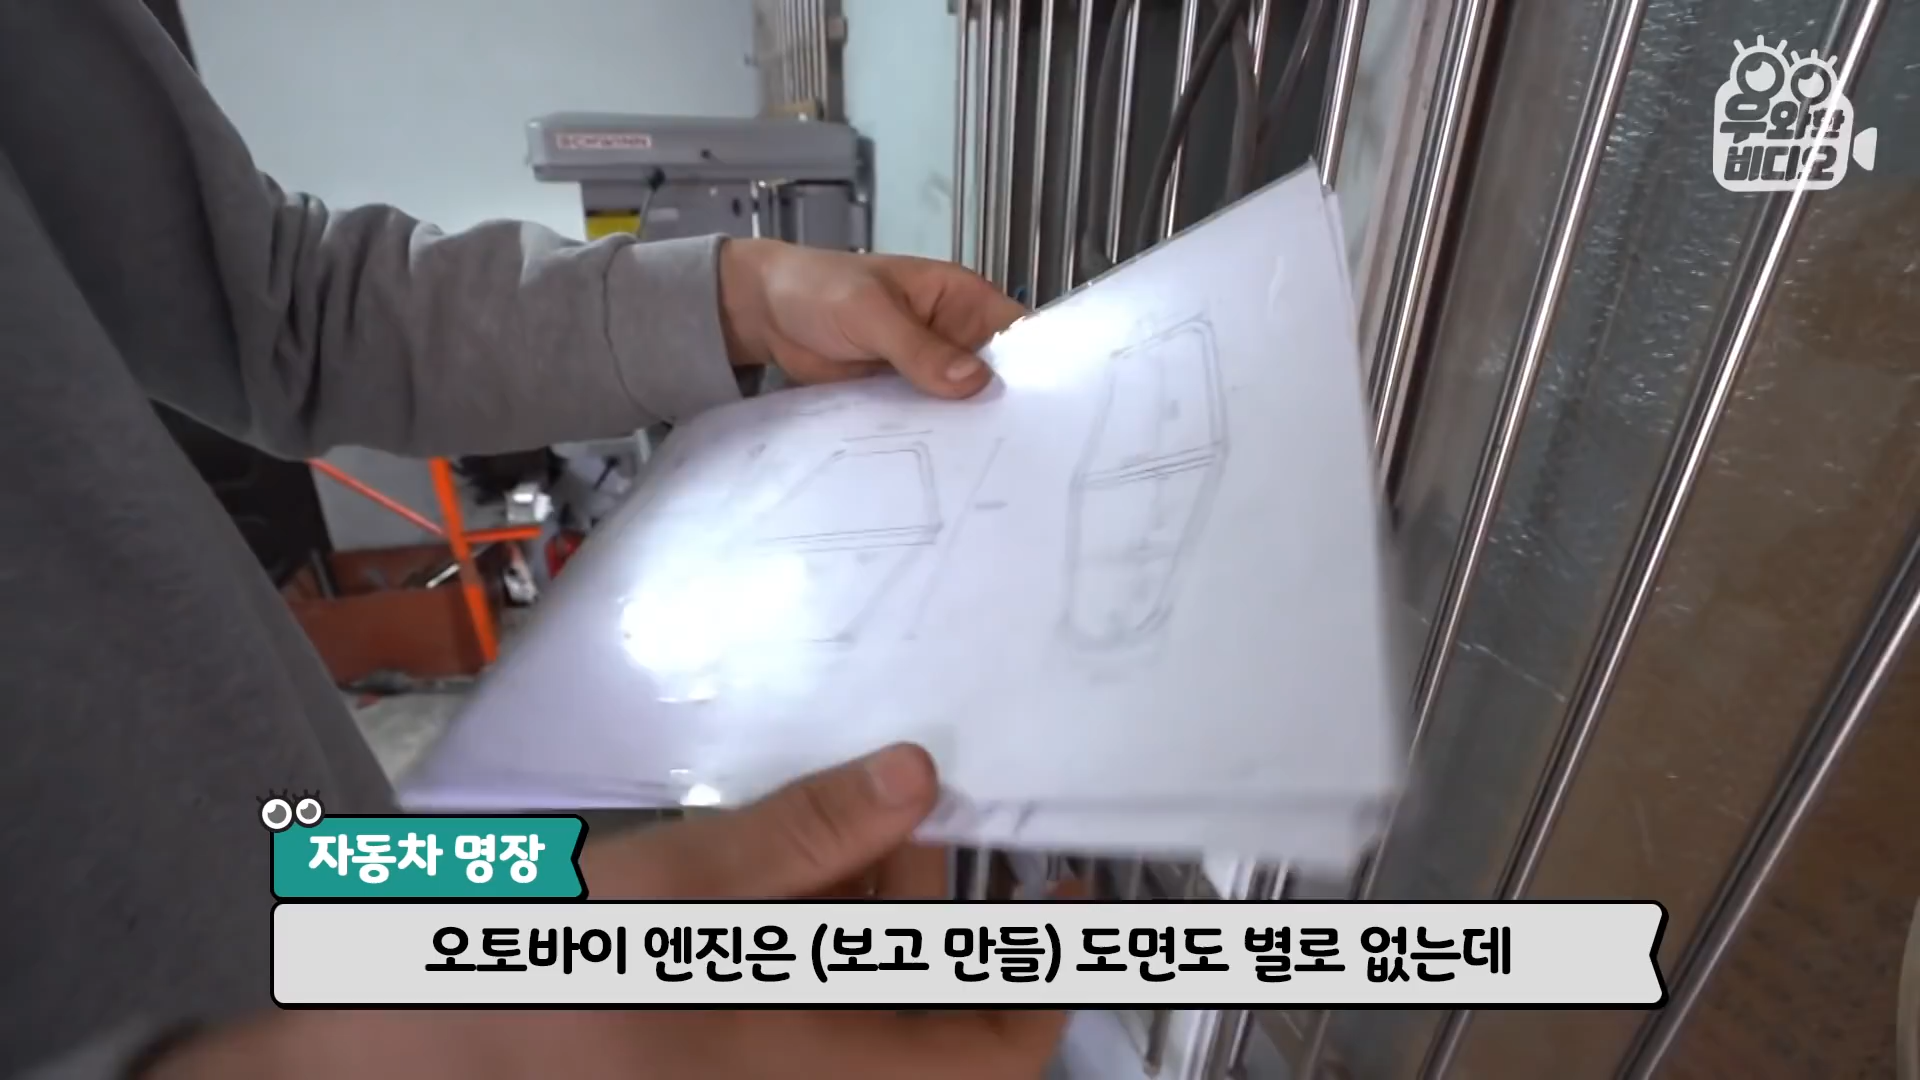 SCHWINN
우와한
비디오
자동차 명장
오토바이 엔진은 (보고 만들) 도면도 별로 없는데